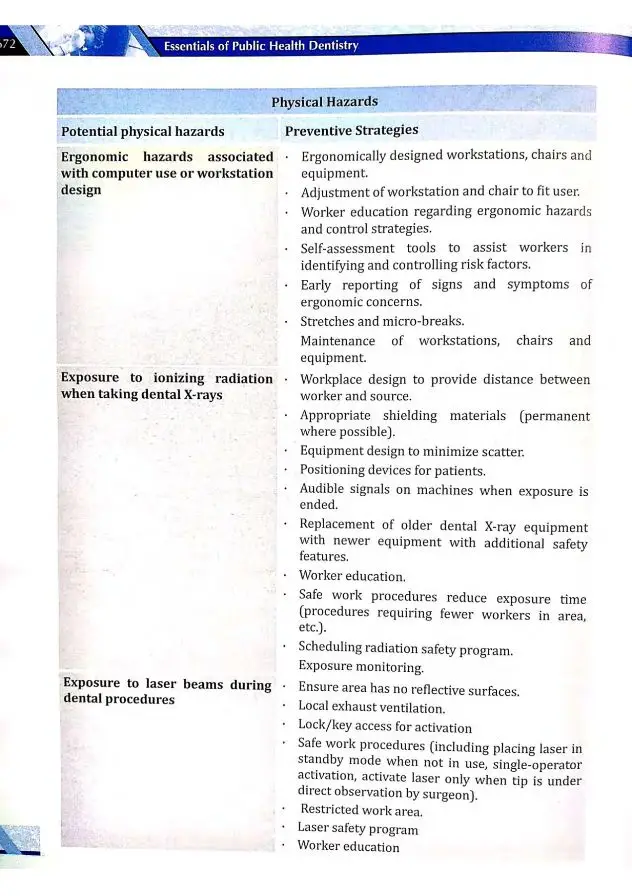 672
Essentials of Public Health Dentistry
Physical Hazards
Potential physical hazards
Preventive Strategies
Ergonomic hazards associated
with computer use or workstation
design
· Ergonomically designed workstations, chairs and
equipment.
· Adjustment of workstation and chair to fit user.
· Worker education regarding ergonomic hazards
and control strategies.
· Self-assessment tools to assist workers in
identifying and controlling risk factors.
· Early reporting of signs and symptoms of
ergonomic concerns.
· Stretches and micro-breaks.
Maintenance of workstations, chairs and
equipment.
Exposure to ionizing radiation
when taking dental X-rays
· Workplace design to provide distance between
worker and source.
· Appropriate shielding materials (permanent
where possible).
· Equipment design to minimize scatter.
· Positioning devices for patients.
· Audible signals on machines when exposure is
ended.
· Replacement of older dental X-ray equipment
with newer equipment with additional safety
features.
· Worker education.
· Safe work procedures reduce exposure time
(procedures requiring fewer workers in area,
etc.).
· Scheduling radiation safety program.
Exposure monitoring.
Exposure to laser beams during
dental procedures
· Ensure area has no reflective surfaces.
· Local exhaust ventilation.
· Lock/key access for activation
· Safe work procedures (including placing laser in
standby mode when not in use, single-operator
activation, activate laser only when tip is under
direct observation by surgeon).
· Restricted work area.
· Laser safety program
· Worker education